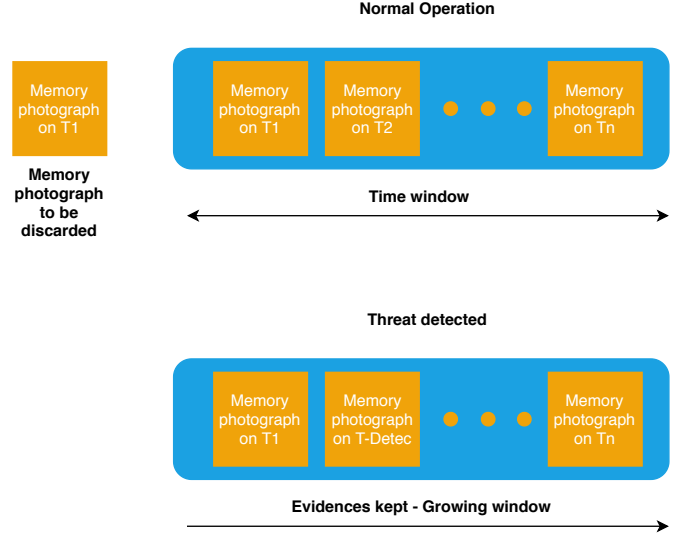 Normal Operation
Memory
photograph
on T1
Memory
photograph
to be
discarded
Memory
photograph
on T1
Memory
photograph
on T2
Memory
photograph
on Tn
Time window
Threat detected
Memory
photograph
on T1
Memory
photograph
on T-Detec
Memory
photograph
on Tn
Evidences kept - Growing window